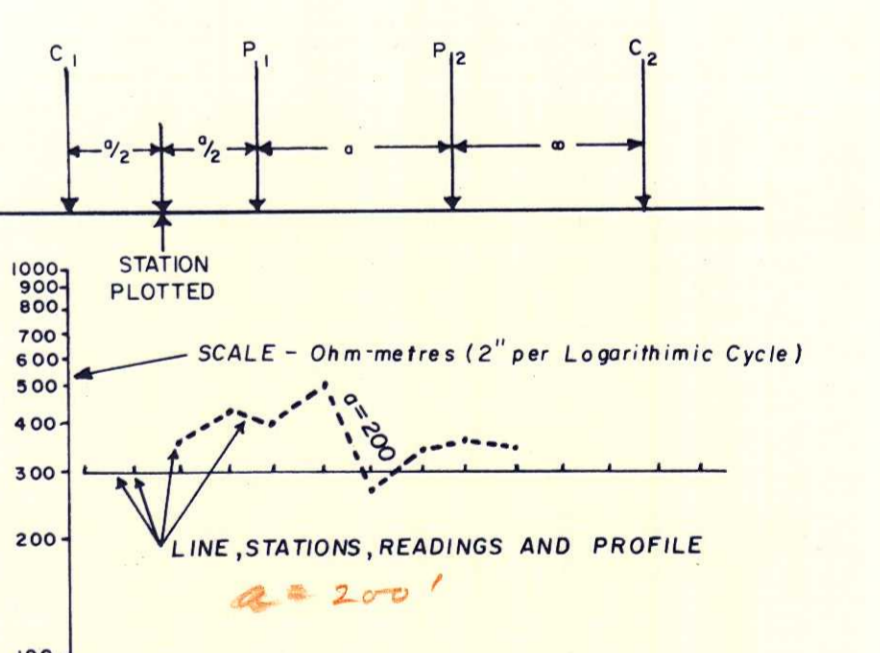 C1 P1 P2 C2
a/2 a/2 a ∞
STATION
PLOTTED
1000
900
800
700
600
500
400
300
200
100
SCALE - Ohm-metres (2" per Logarithimic Cycle)
a=200
LINE, STATIONS, READINGS AND PROFILE
a = 200'